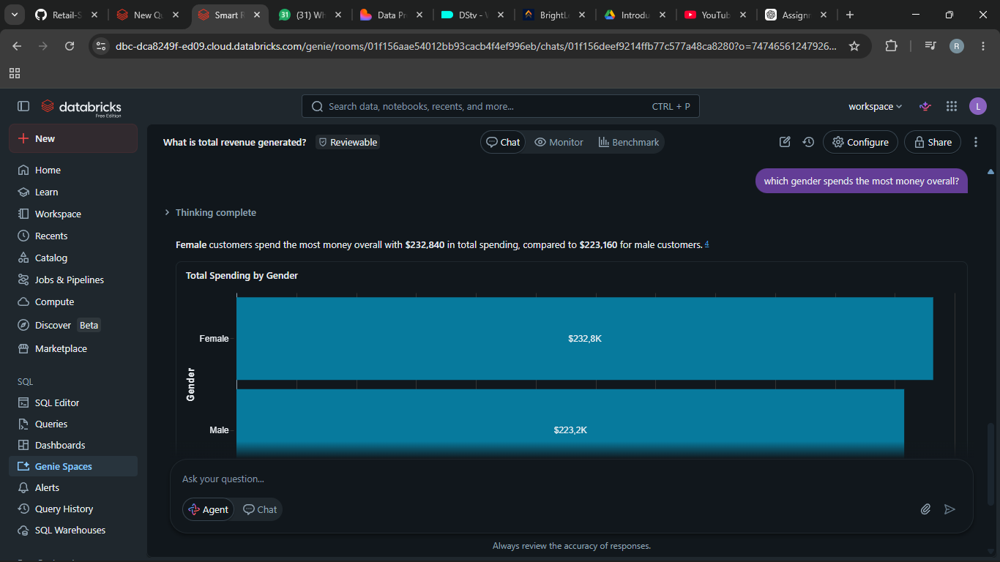 Retail-S
New Qu
Smart R
(31) Wh
Data Pr
DStv - V
BrightLe
Introdu
YouTub
Assignm
dbc-dca8249f-ed09.cloud.databricks.com/genie/rooms/01f156aae54012bb93cacb4f4ef996eb/chats/01f156deef9214ffb77c577a48ca8280?o=74746561247926...
R
databricks
Free Edition
Search data, notebooks, recents, and more...
CTRL + P
workspace
L
New
Home
Learn
Workspace
Recents
Catalog
Jobs & Pipelines
Compute
Discover Beta
Marketplace
SQL
SQL Editor
Queries
Dashboards
Genie Spaces
Alerts
Query History
SQL Warehouses
What is total revenue generated?
Reviewable
Chat
Monitor
Benchmark
Configure
Share
which gender spends the most money overall?
Thinking complete
Female customers spend the most money overall with $232,840 in total spending, compared to $223,160 for male customers. 4
Total Spending by Gender
Gender
Female
$232,8K
Male
$223,2K
Ask your question...
Agent
Chat
Always review the accuracy of responses.